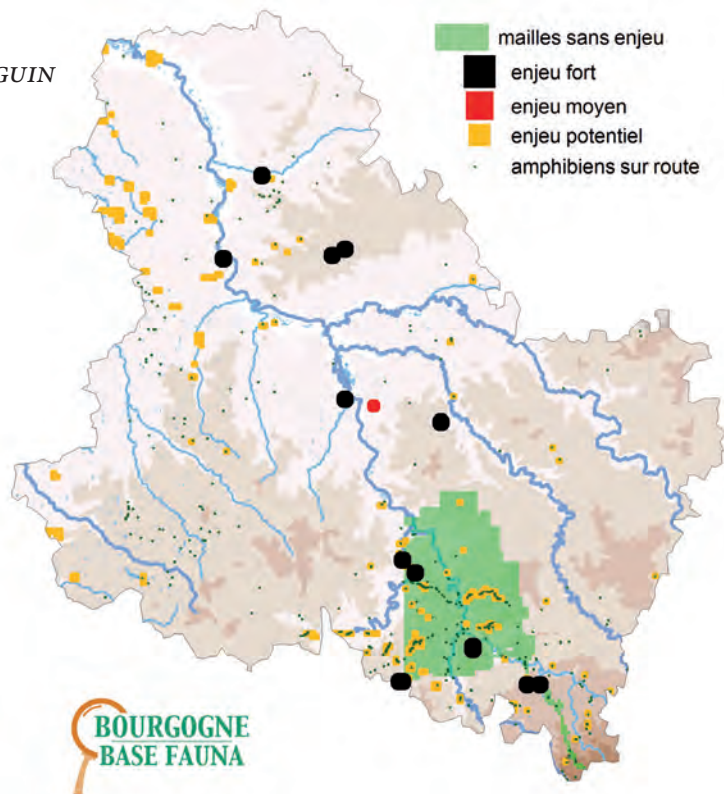 GUIN
mailles sans enjeu
enjeu fort
enjeu moyen
enjeu potentiel
amphibiens sur route
BOURGOGNE
BASE FAUNA